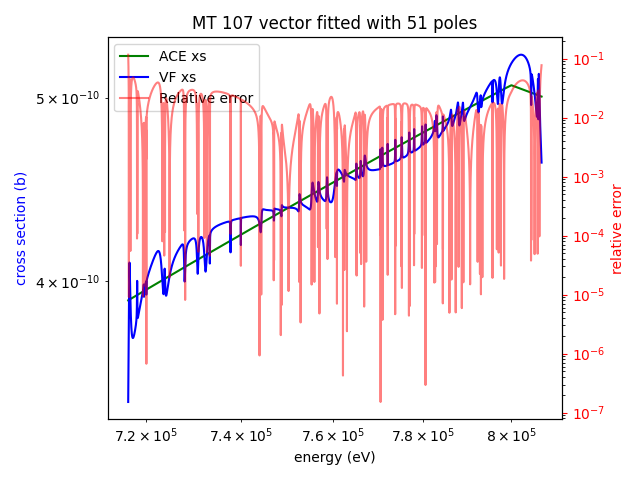 MT 107 vector fitted with 51 poles
ACE xs
VF xs
Relative error
5 × 10⁻¹⁰
4 × 10⁻¹⁰
cross section (b)
10⁻¹
10⁻²
10⁻³
10⁻⁴
10⁻⁵
10⁻⁶
10⁻⁷
relative error
7.2 × 10⁵ 7.4 × 10⁵ 7.6 × 10⁵ 7.8 × 10⁵ 8 × 10⁵
energy (eV)